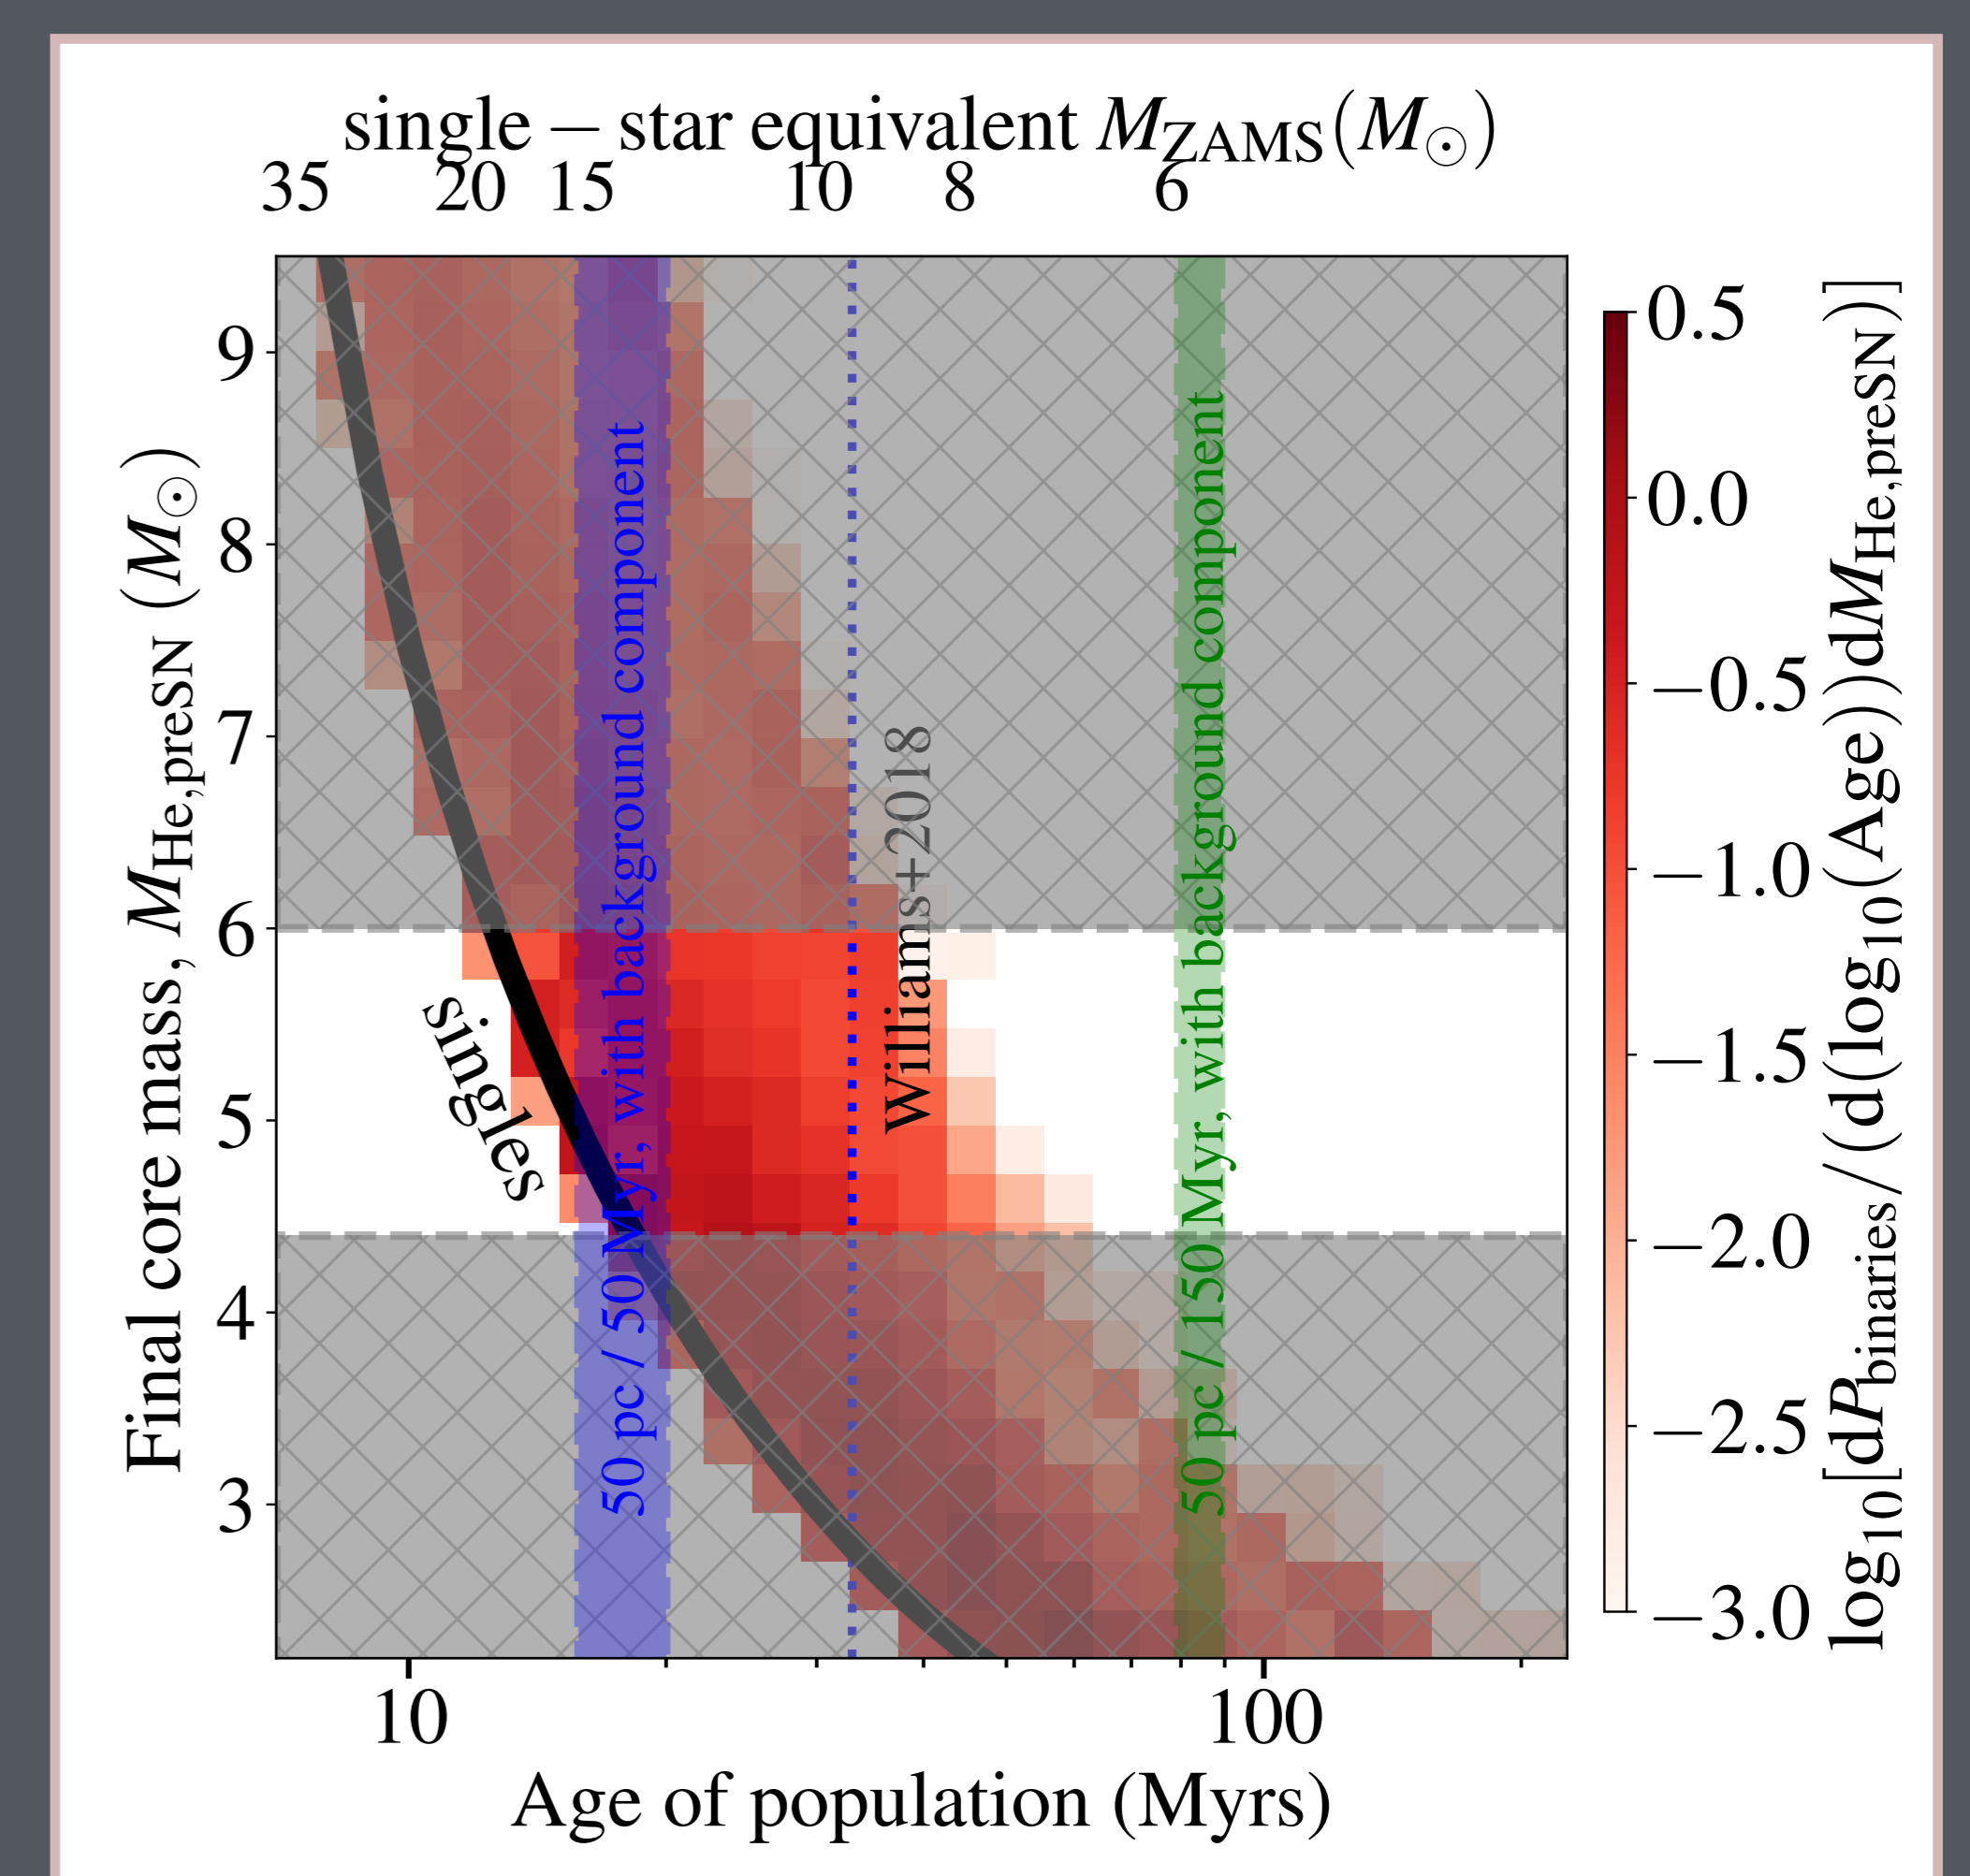 single − star equivalent M_ZAMS(M_☉)
35 20 15 10 8 6
Final core mass, M_He,preSN (M_☉)
9
8
7
6
5
4
3
singles
50 pc / 50 Myr, with background component
Williams+2018
50 pc / 150 Myr, with background component
10 100
Age of population (Myrs)
0.5
0.0
−0.5
−1.0
−1.5
−2.0
−2.5
−3.0
log10[dP_binaries/(d(log10(Age))dM_He,preSN)]